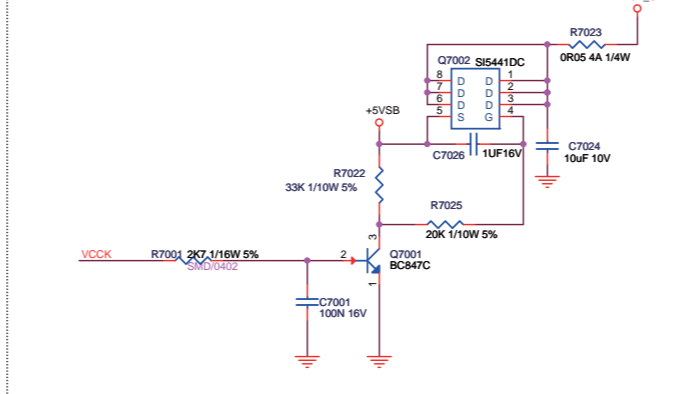 R7023
0R05 4A 1/4W
Q7002 SI5441DC
8 D D 1
7 D D 2
6 D D 3
5 S G 4
+5VSB
C7026 1UF16V
C7024
10uF 10V
R7022
33K 1/10W 5%
R7025
20K 1/10W 5%
3
VCCK
R7001 2K7 1/16W 5%
SMD/0402
2
Q7001
BC847C
1
C7001
100N 16V